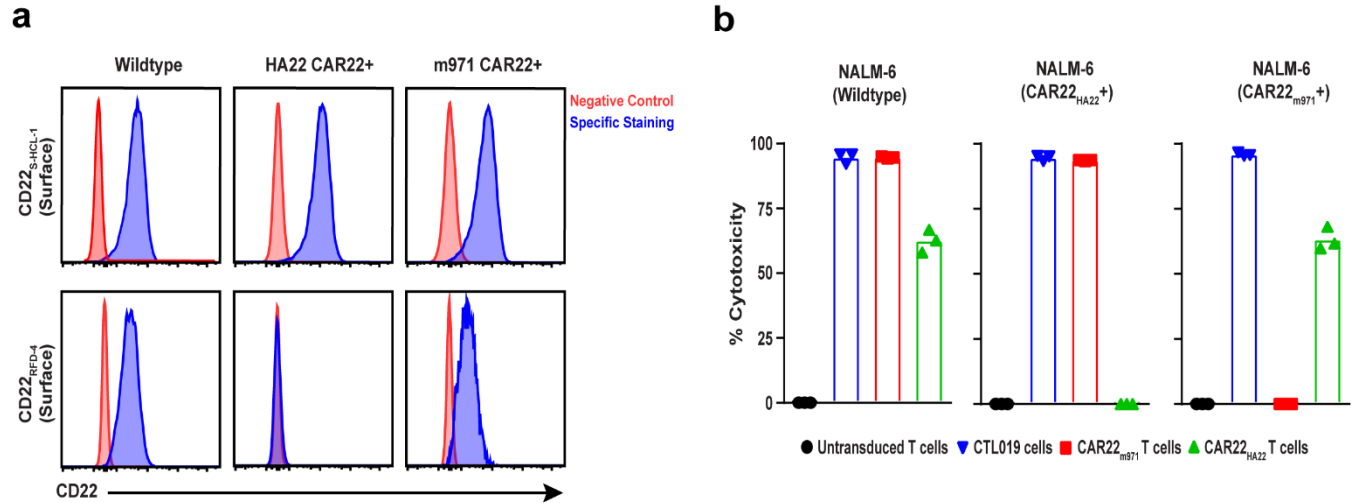 a
Wildtype
HA22 CAR22+
m971 CAR22+
CD22S-HCL-1
(Surface)
Negative Control
Specific Staining
CD22RFD-4
(Surface)
CD22
b
NALM-6
(Wildtype)
NALM-6
(CAR22HA22+)
NALM-6
(CAR22m971+)
% Cytotoxicity
100
75
50
25
0
Untransduced T cells
CTL019 cells
CAR22m971 T cells
CAR22HA22 T cells